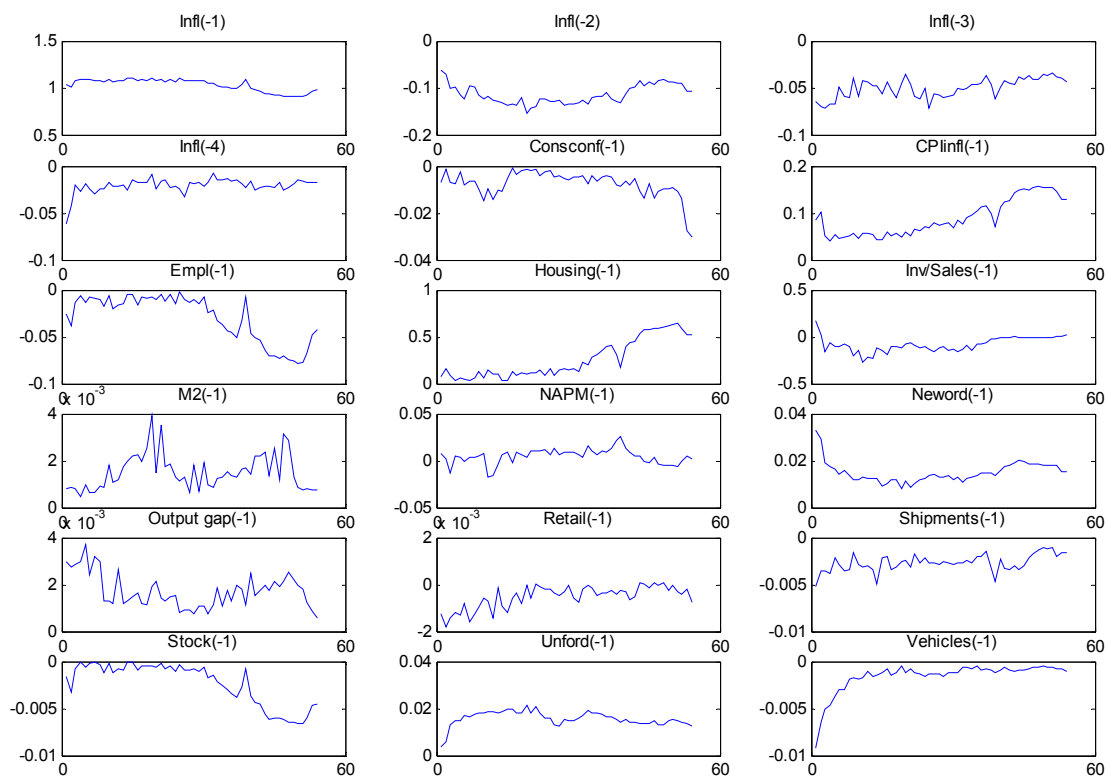 Infl(-1) Infl(-2) Infl(-3)
1.5 0 0
1 -0.1 -0.05
0.5 -0.2 -0.1
0 60 0 60 0 60
Infl(-4) Consconf(-1) CPIinfl(-1)
0 0 0.2
-0.05 -0.02 0.1
-0.1 -0.04 0
0 60 0 60 0 60
Empl(-1) Housing(-1) Inv/Sales(-1)
0 1 0.5
-0.05 0.5 0
-0.1 0 -0.5
0 60 0 60 0 60
x 10⁻³
M2(-1) NAPM(-1) Neword(-1)
4 0.05 0.04
2 0 0.02
0 -0.05 0
0 60 0 60 0 60
x 10⁻³ x 10⁻³
Output gap(-1) Retail(-1) Shipments(-1)
4 2 0
2 0 -0.005
0 -2 -0.01
0 60 0 60 0 60
Stock(-1) Unford(-1) Vehicles(-1)
0 0.04 0
-0.005 0.02 -0.005
-0.01 0 -0.01
0 60 0 60 0 60